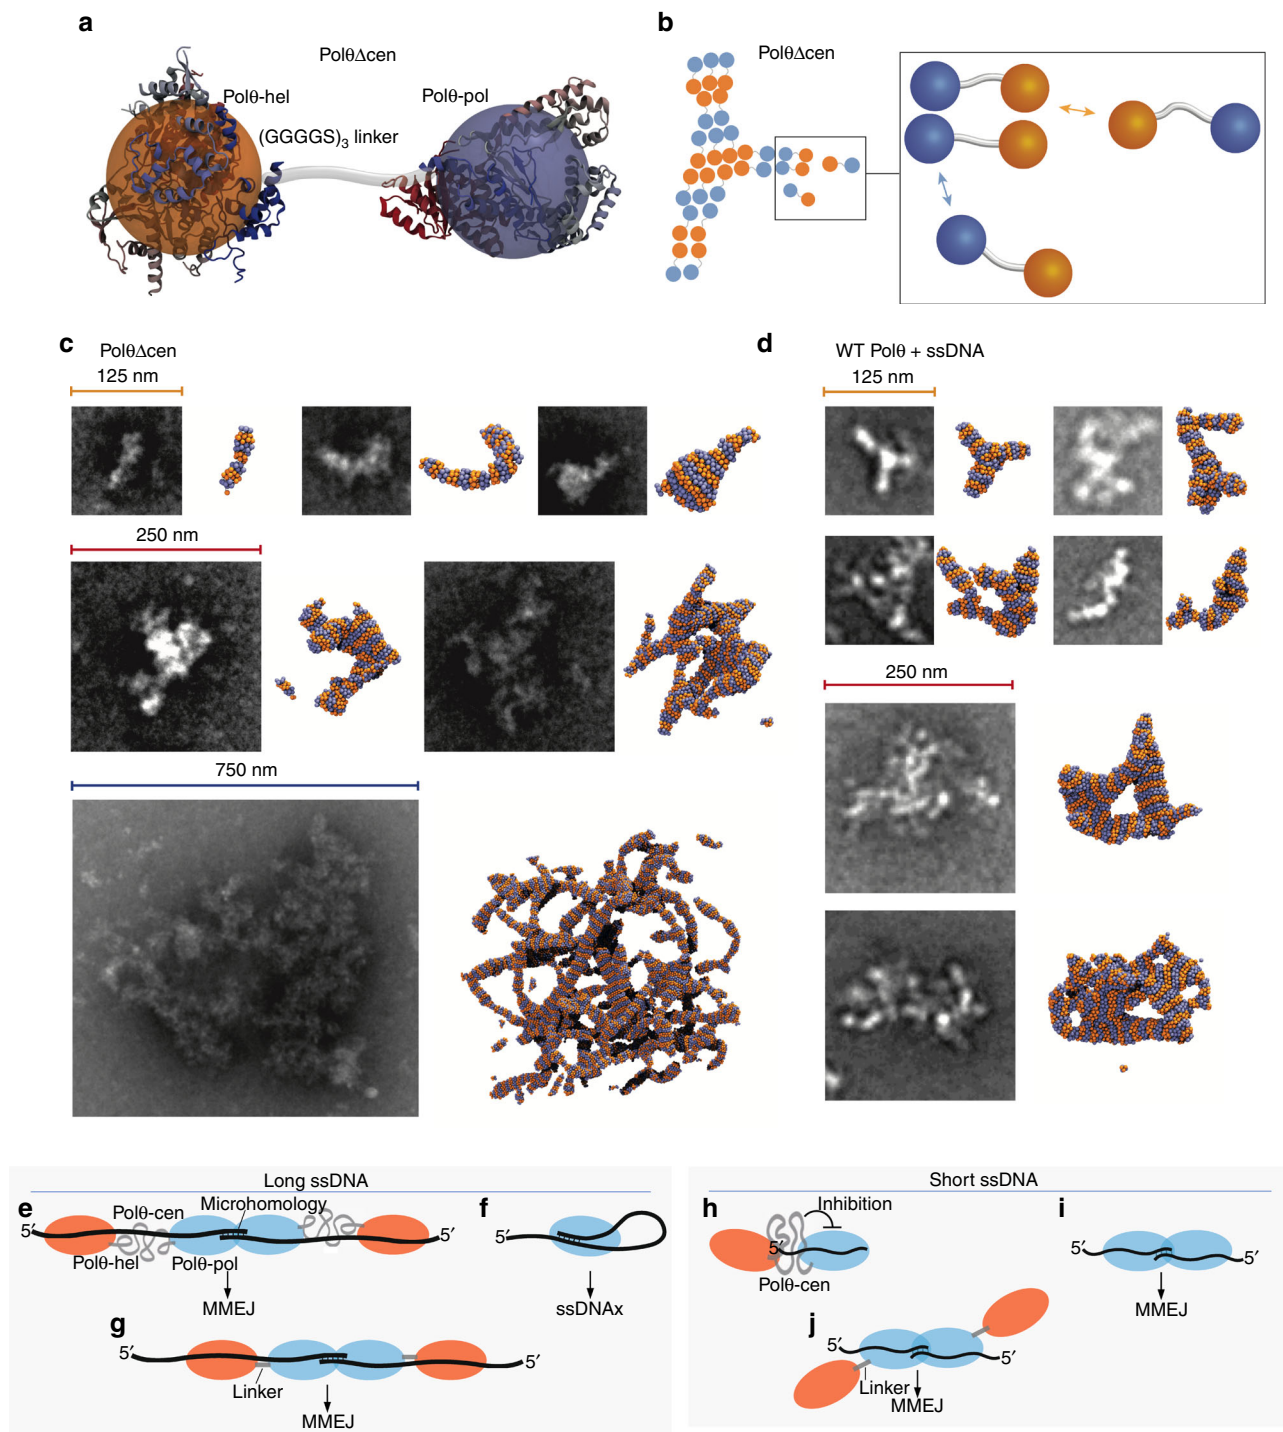 a
PolθΔcen
Polθ-hel
Polθ-pol
(GGGGS)3 linker
b
PolθΔcen
c
PolθΔcen
125 nm
250 nm
750 nm
d
WT Polθ + ssDNA
125 nm
250 nm
Long ssDNA
e
5′
Polθ-cen
Microhomology
5′
Polθ-hel
Polθ-pol
MMEJ
f
5′
ssDNAx
g
5′
5′
Linker
MMEJ
Short ssDNA
h
Inhibition
5′
Polθ-cen
i
5′
5′
MMEJ
j
5′
5′
Linker
MMEJ